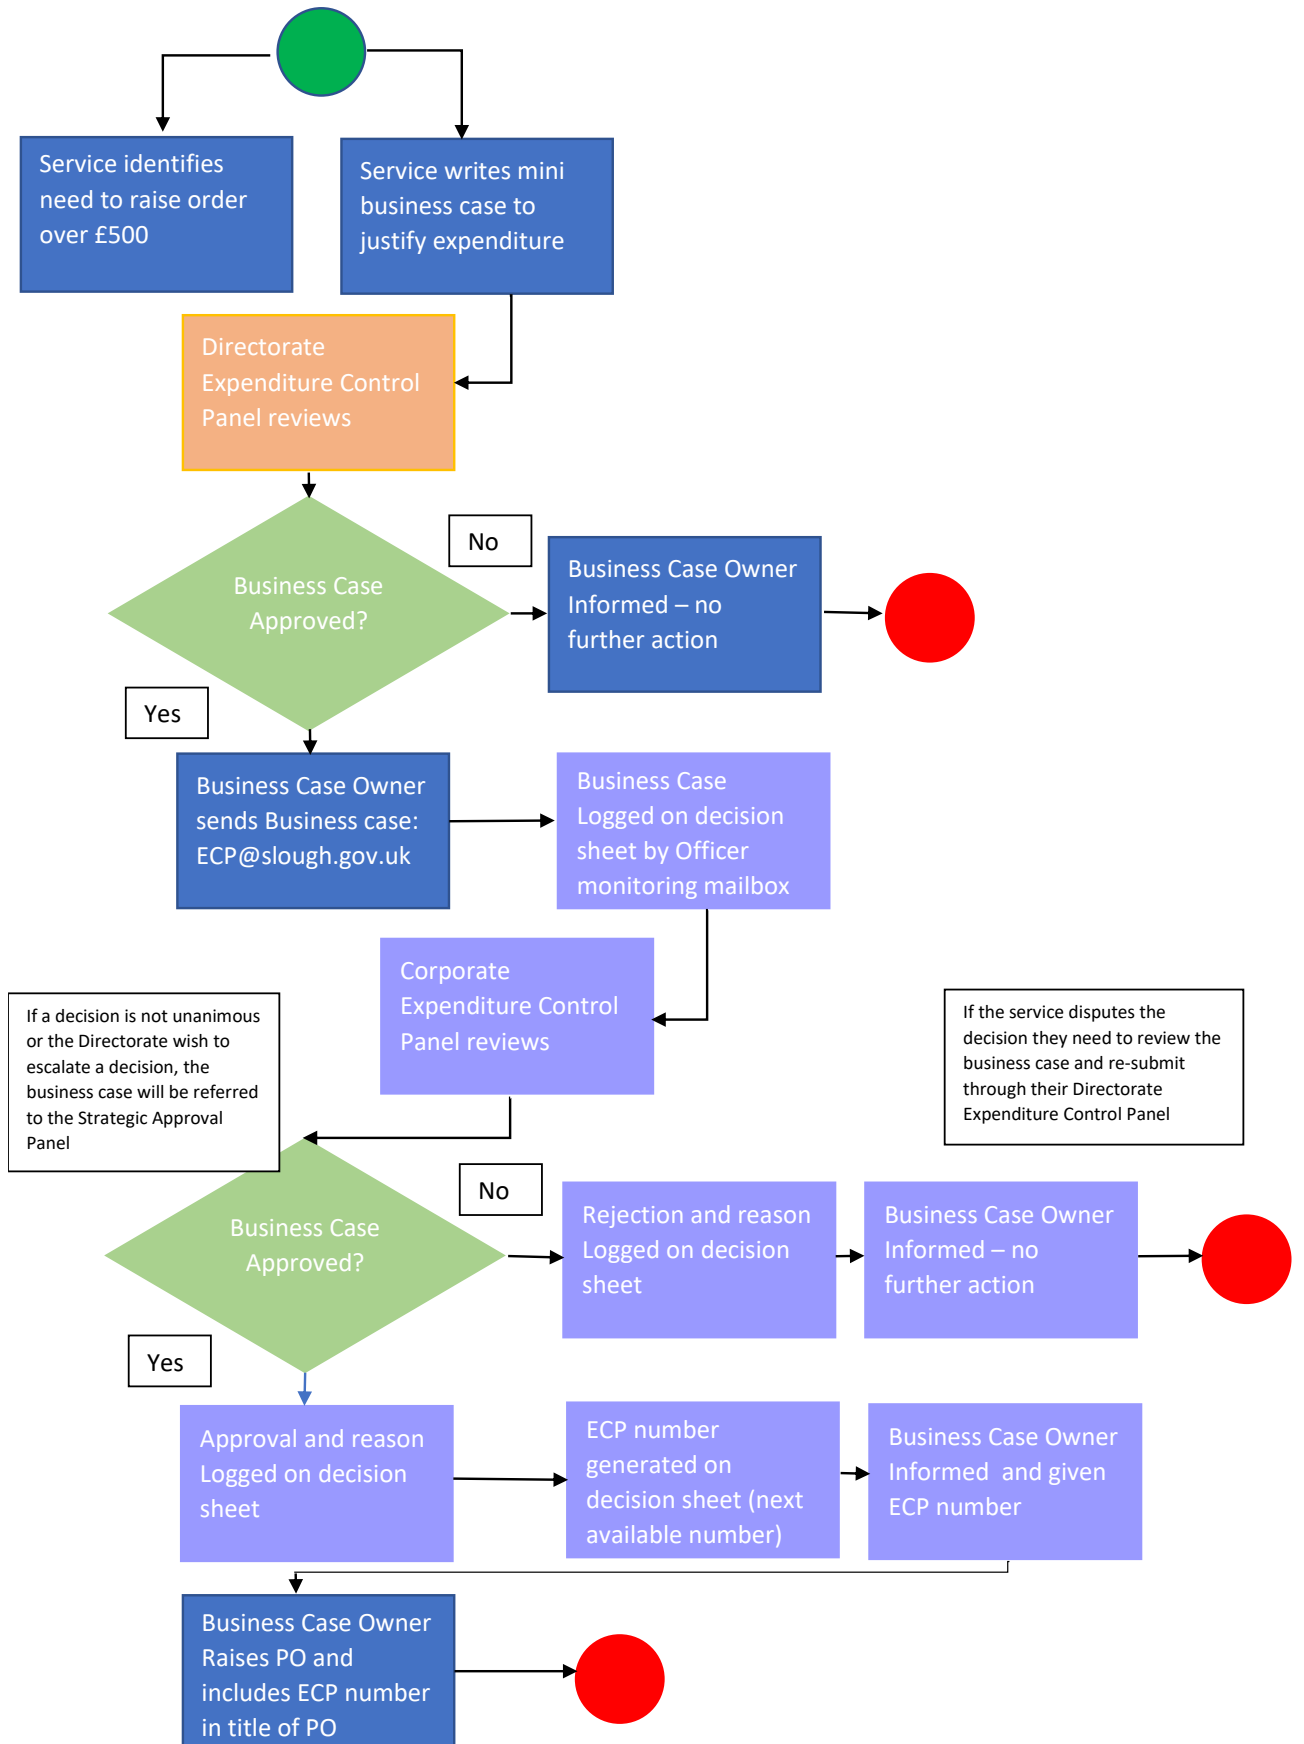 Service identifies
need to raise order
over £500
Service writes mini
business case to
justify expenditure
Directorate
Expenditure Control
Panel reviews
Business Case
Approved?
No
Business Case Owner
Informed – no
further action
Yes
Business Case Owner
sends Business case:
ECP@slough.gov.uk
Business Case
Logged on decision
sheet by Officer
monitoring mailbox
Corporate
Expenditure Control
Panel reviews
If a decision is not unanimous
or the Directorate wish to
escalate a decision, the
business case will be referred
to the Strategic Approval
Panel
If the service disputes the
decision they need to review the
business case and re-submit
through their Directorate
Expenditure Control Panel
Business Case
Approved?
No
Rejection and reason
Logged on decision
sheet
Business Case Owner
Informed – no
further action
Yes
Approval and reason
Logged on decision
sheet
ECP number
generated on
decision sheet (next
available number)
Business Case Owner
Informed and given
ECP number
Business Case Owner
Raises PO and
includes ECP number
in title of PO